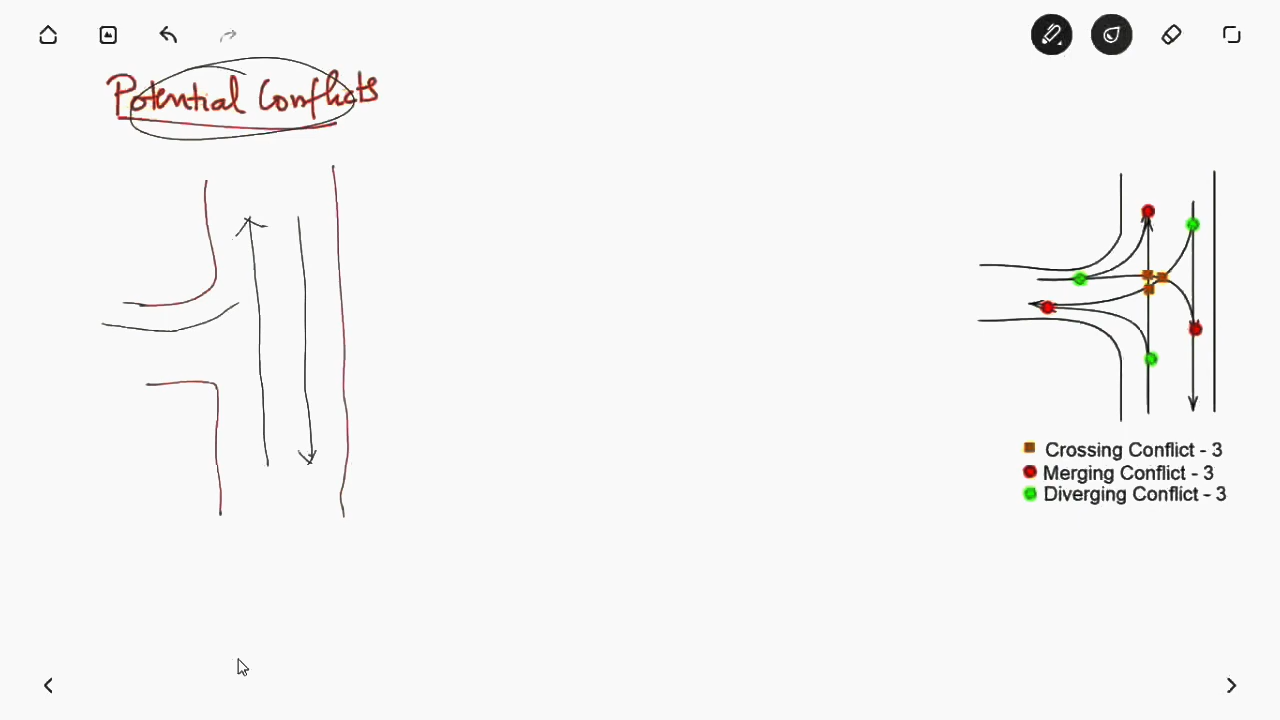 Potential Conflicts
Crossing Conflict - 3
Merging Conflict - 3
Diverging Conflict - 3